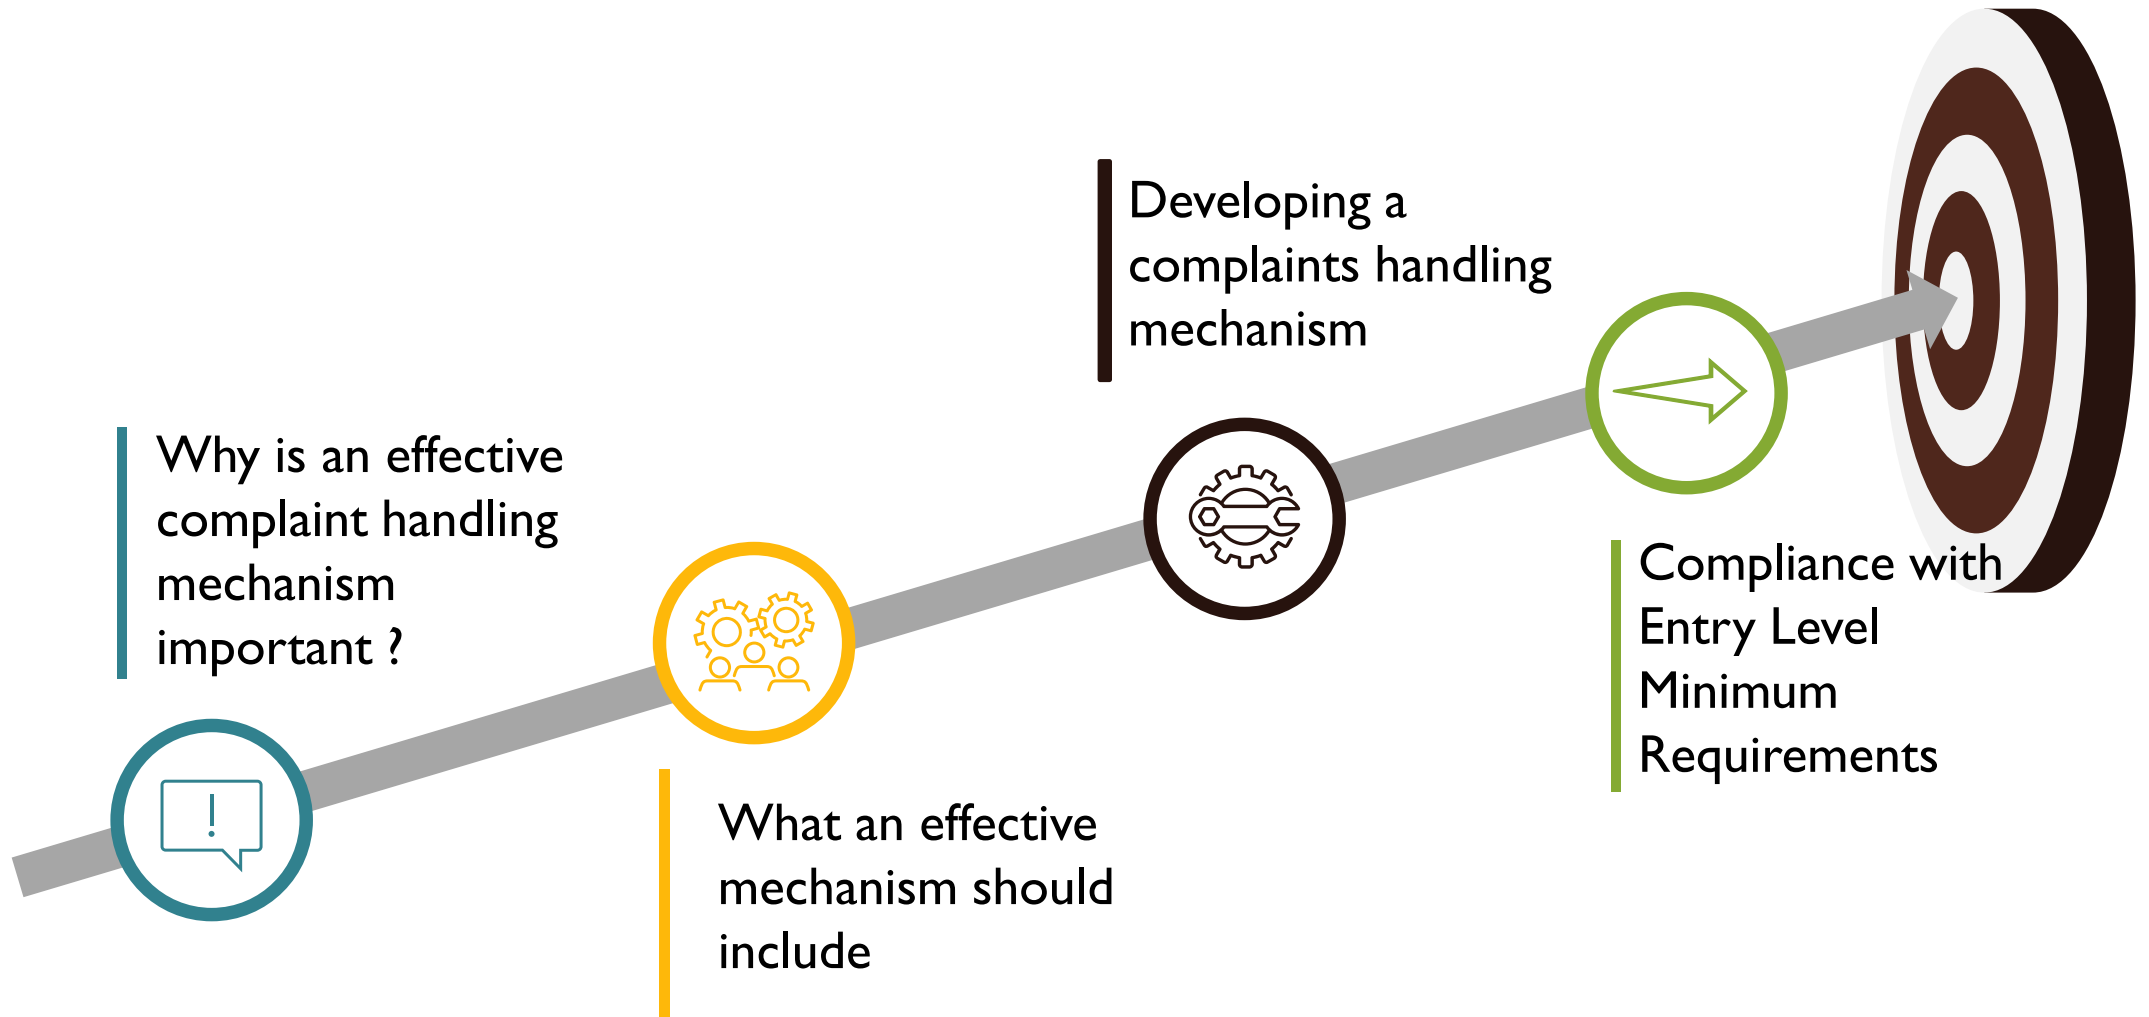 Why is an effective
complaint handling
mechanism
important ?
What an effective
mechanism should
include
Developing a
complaints handling
mechanism
Compliance with
Entry Level
Minimum
Requirements